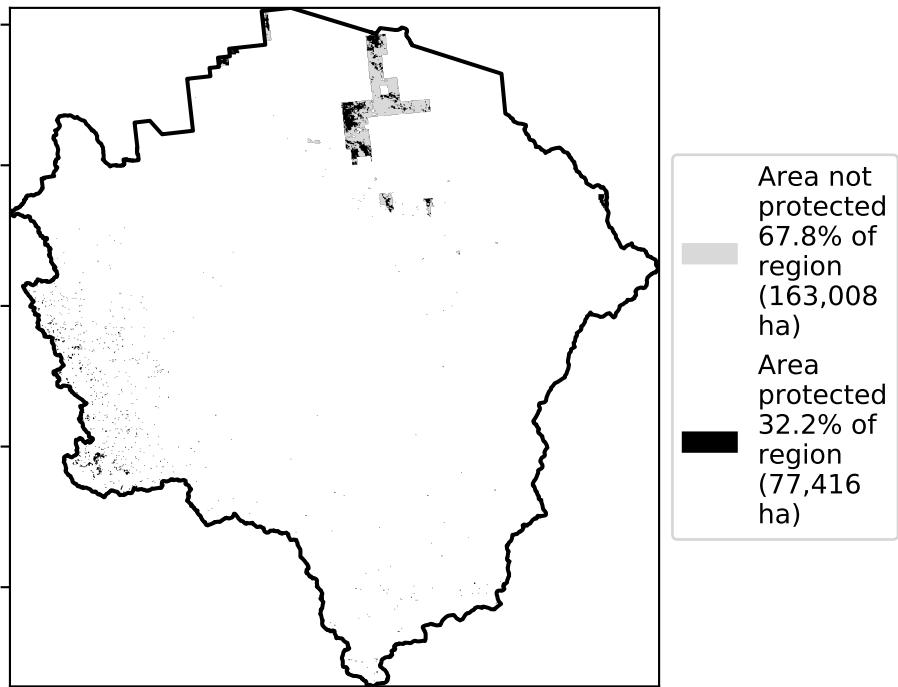 Area not
protected
67.8% of
region
(163,008
ha)
Area
protected
32.2% of
region
(77,416
ha)